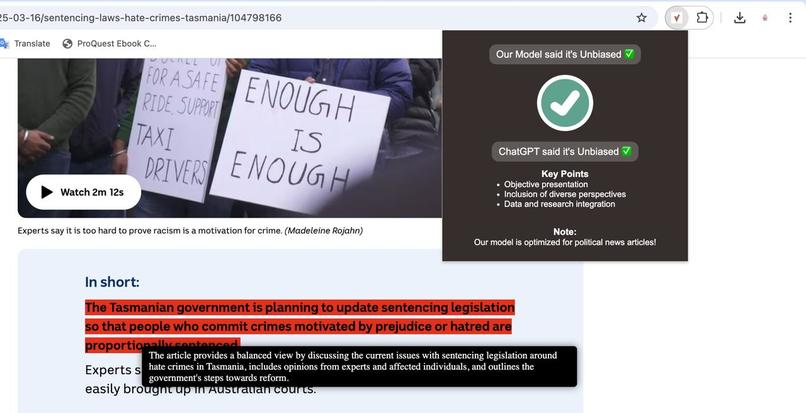 25-03-16/sentencing-laws-hate-crimes-tasmania/104798166
Translate
ProQuest Ebook C...
FOR A SAFE
RIDE, SUPPORT
TAXI
DRIVERS
ENOUGH
IS
ENOUGH
Watch 2m 12s
Experts say it is too hard to prove racism is a motivation for crime. (Madeleine Rojahn)
In short:
The Tasmanian government is planning to update sentencing legislation
so that people who commit crimes motivated by prejudice or hatred are
proportionally sentenced.
Experts s
easily brought up in Australian courts.
The article provides a balanced view by discussing the current issues with sentencing legislation around
hate crimes in Tasmania, includes opinions from experts and affected individuals, and outlines the
government's steps towards reform.
Our Model said it's Unbiased ✅
ChatGPT said it's Unbiased ✅
Key Points
• Objective presentation
• Inclusion of diverse perspectives
• Data and research integration
Note:
Our model is optimized for political news articles!